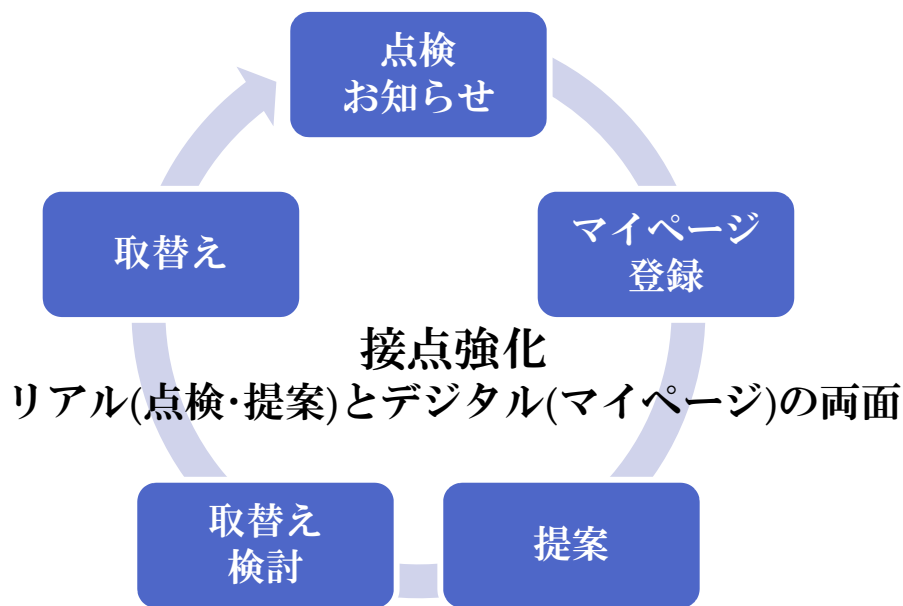 点検
お知らせ
マイページ
登録
取替え
接点強化
リアル(点検･提案)とデジタル(マイページ)の両面
取替え
検討
提案